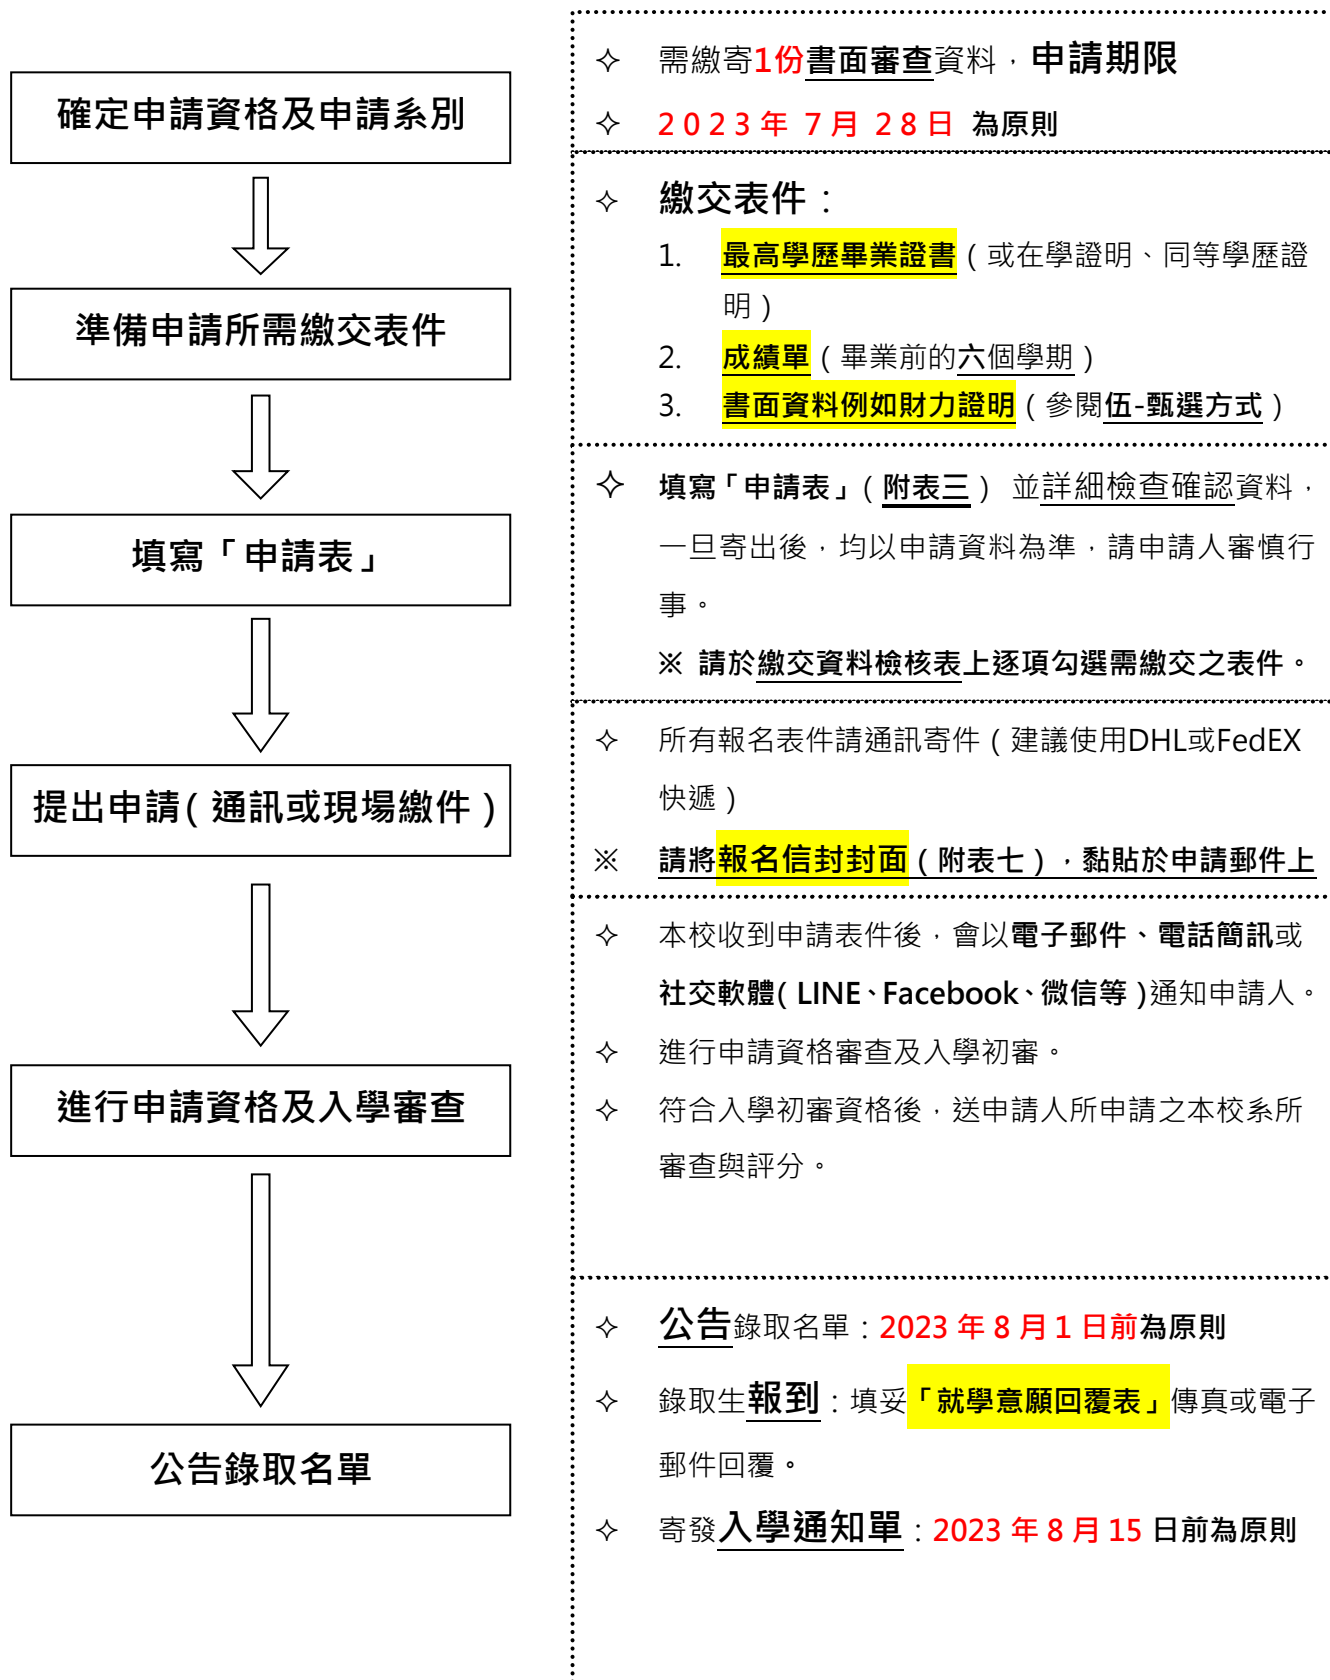 確定申請資格及申請系別
✧ 需繳寄1份書面審查資料，申請期限
✧ 2023年 7月 28日 為原則
準備申請所需繳交表件
✧ 繳交表件：
1. 最高學歷畢業證書（或在學證明、同等學歷證
明）
2. 成績單（畢業前的六個學期）
3. 書面資料例如財力證明（參閱伍-甄選方式）
填寫「申請表」
✧ 填寫「申請表」（附表三） 並詳細檢查確認資料，
一旦寄出後，均以申請資料為準，請申請人審慎行
事。
※ 請於繳交資料檢核表上逐項勾選需繳交之表件。
提出申請（通訊或現場繳件）
✧ 所有報名表件請通訊寄件（建議使用DHL或FedEX
快遞）
※ 請將報名信封封面（附表七），黏貼於申請郵件上
進行申請資格及入學審查
✧ 本校收到申請表件後，會以電子郵件、電話簡訊或
社交軟體(LINE、Facebook、微信等)通知申請人。
✧ 進行申請資格審查及入學初審。
✧ 符合入學初審資格後，送申請人所申請之本校系所
審查與評分。
公告錄取名單
✧ 公告錄取名單：2023 年 8 月 1 日前為原則
✧ 錄取生報到：填妥「就學意願回覆表」傳真或電子
郵件回覆。
✧ 寄發入學通知單：2023 年 8 月 15 日前為原則